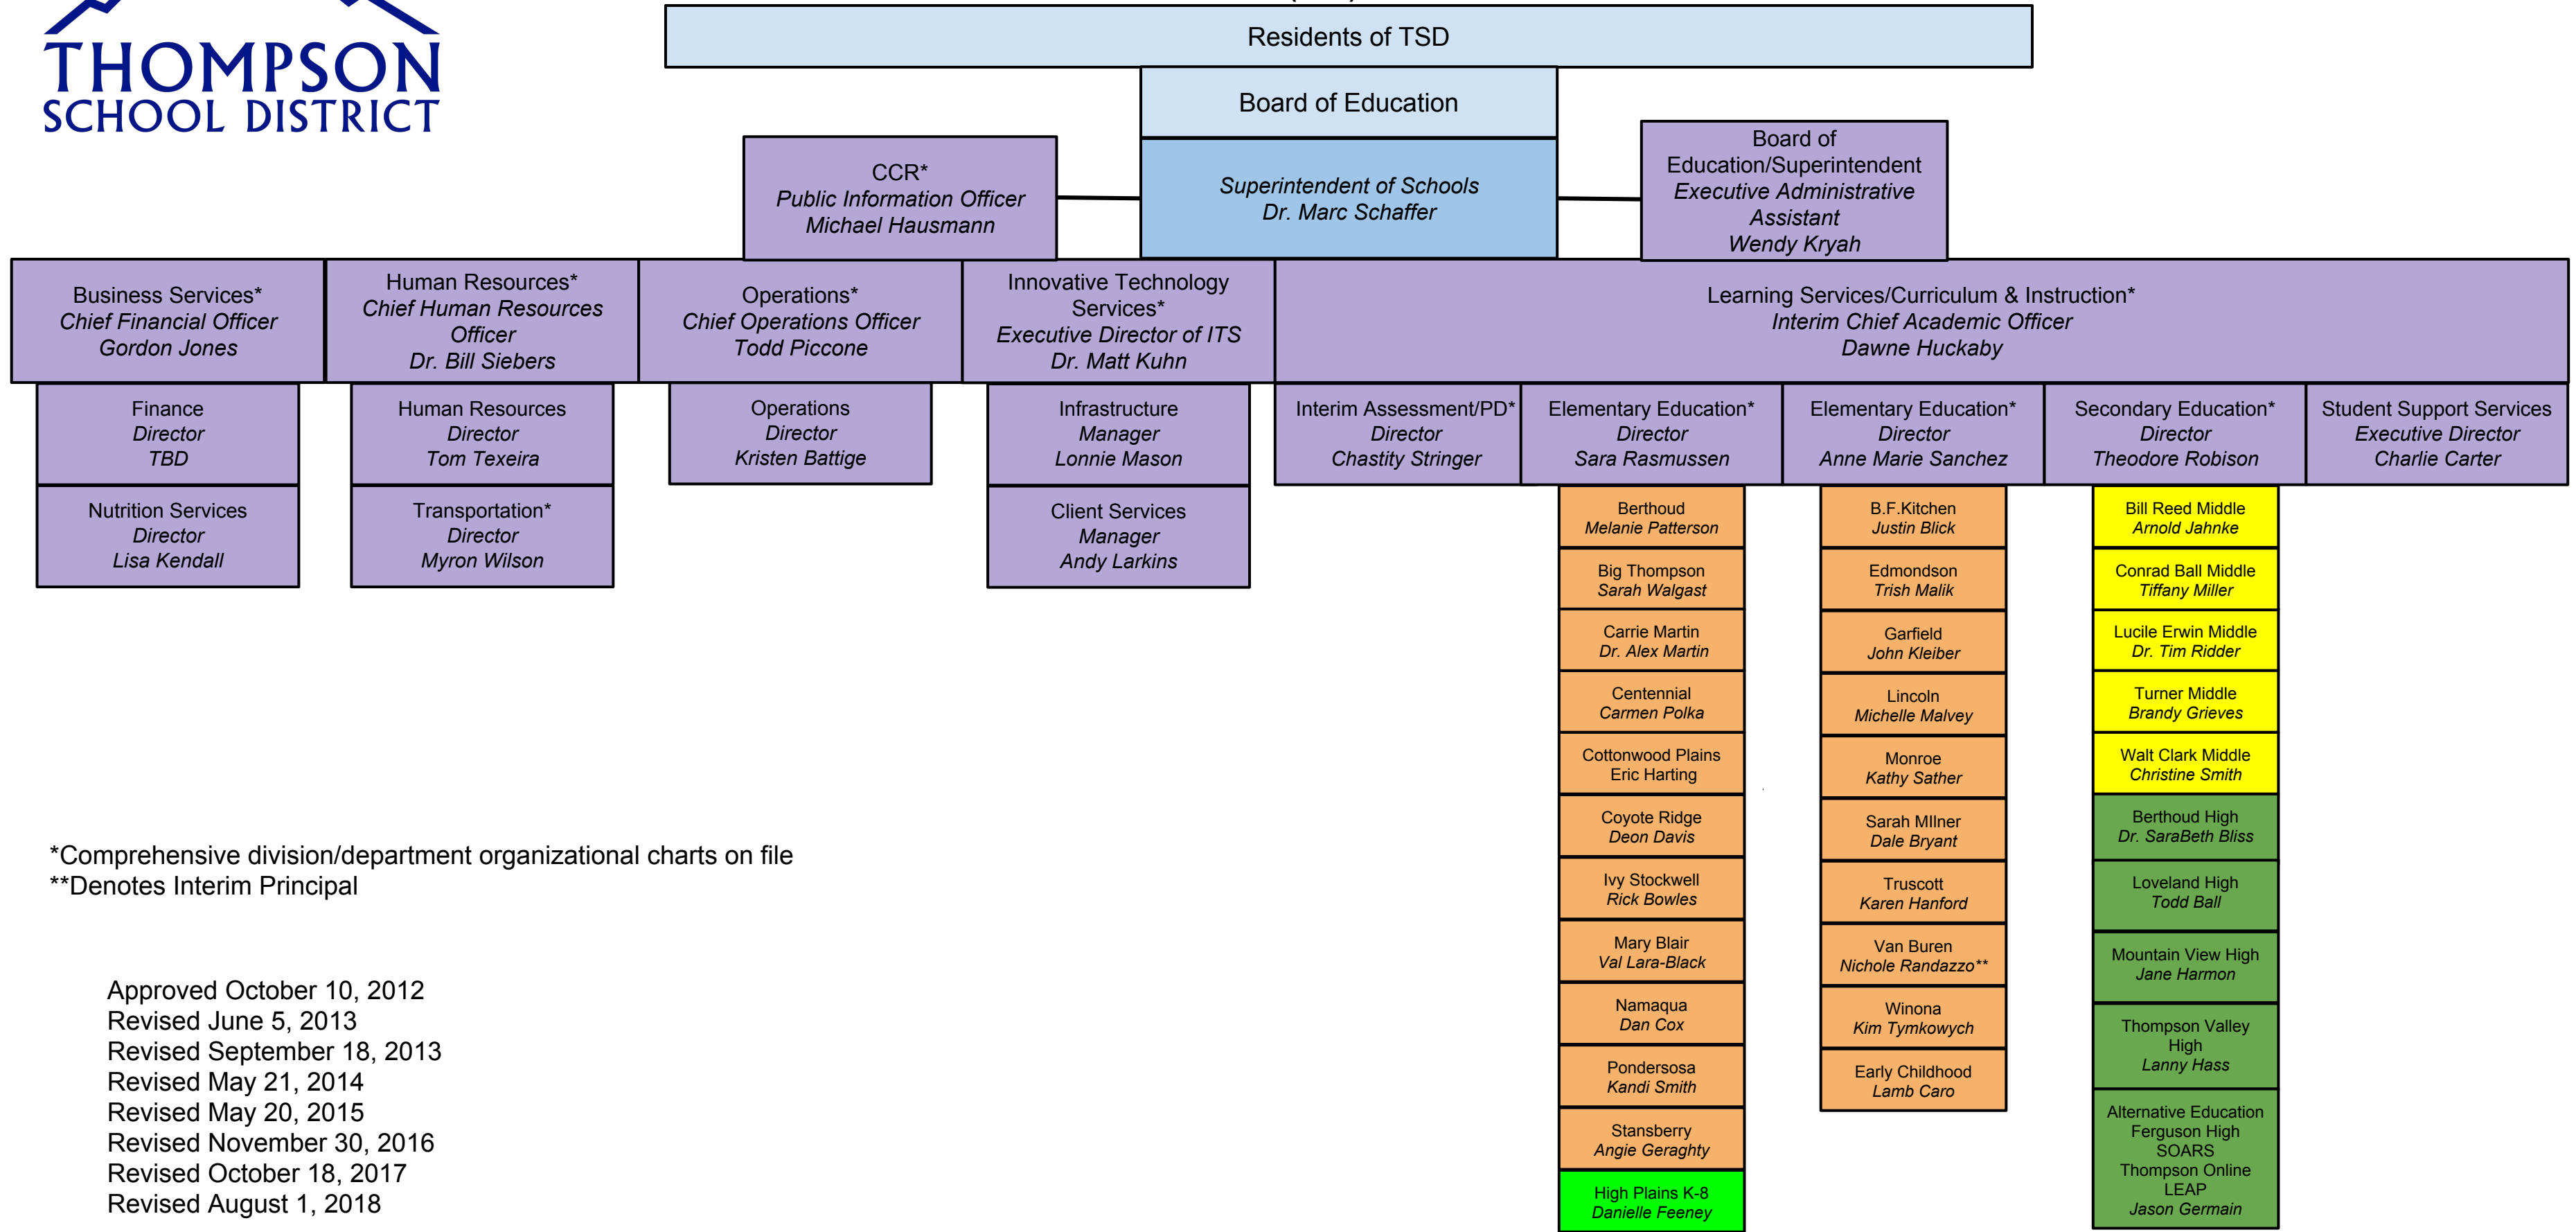 THOMPSON
SCHOOL DISTRICT
Residents of TSD
Board of Education
Superintendent of Schools
Dr. Marc Schaffer
CCR*
Public Information Officer
Michael Hausmann
Board of
Education/Superintendent
Executive Administrative
Assistant
Wendy Kryah
Business Services*
Chief Financial Officer
Gordon Jones
Human Resources*
Chief Human Resources
Officer
Dr. Bill Siebers
Operations*
Chief Operations Officer
Todd Piccone
Innovative Technology
Services*
Executive Director of ITS
Dr. Matt Kuhn
Learning Services/Curriculum & Instruction*
Interim Chief Academic Officer
Dawne Huckaby
Finance
Director
TBD
Human Resources
Director
Tom Texeira
Operations
Director
Kristen Battige
Infrastructure
Manager
Lonnie Mason
Interim Assessment/PD*
Director
Chastity Stringer
Elementary Education*
Director
Sara Rasmussen
Elementary Education*
Director
Anne Marie Sanchez
Secondary Education*
Director
Theodore Robison
Student Support Services
Executive Director
Charlie Carter
Nutrition Services
Director
Lisa Kendall
Transportation*
Director
Myron Wilson
Client Services
Manager
Andy Larkins
Berthoud
Melanie Patterson
Big Thompson
Sarah Walgast
Carrie Martin
Dr. Alex Martin
Centennial
Carmen Polka
Cottonwood Plains
Eric Harting
Coyote Ridge
Deon Davis
Ivy Stockwell
Rick Bowles
Mary Blair
Val Lara-Black
Namaqua
Dan Cox
Pondersosa
Kandi Smith
Stansberry
Angie Geraghty
High Plains K-8
Danielle Feeney
B.F.Kitchen
Justin Blick
Edmondson
Trish Malik
Garfield
John Kleiber
Lincoln
Michelle Malvey
Monroe
Kathy Sather
Sarah MIlner
Dale Bryant
Truscott
Karen Hanford
Van Buren
Nichole Randazzo**
Winona
Kim Tymkowych
Early Childhood
Lamb Caro
Bill Reed Middle
Arnold Jahnke
Conrad Ball Middle
Tiffany Miller
Lucile Erwin Middle
Dr. Tim Ridder
Turner Middle
Brandy Grieves
Walt Clark Middle
Christine Smith
Berthoud High
Dr. SaraBeth Bliss
Loveland High
Todd Ball
Mountain View High
Jane Harmon
Thompson Valley
High
Lanny Hass
Alternative Education
Ferguson High
SOARS
Thompson Online
LEAP
Jason Germain
*Comprehensive division/department organizational charts on file
**Denotes Interim Principal
Approved October 10, 2012
Revised June 5, 2013
Revised September 18, 2013
Revised May 21, 2014
Revised May 20, 2015
Revised November 30, 2016
Revised October 18, 2017
Revised August 1, 2018